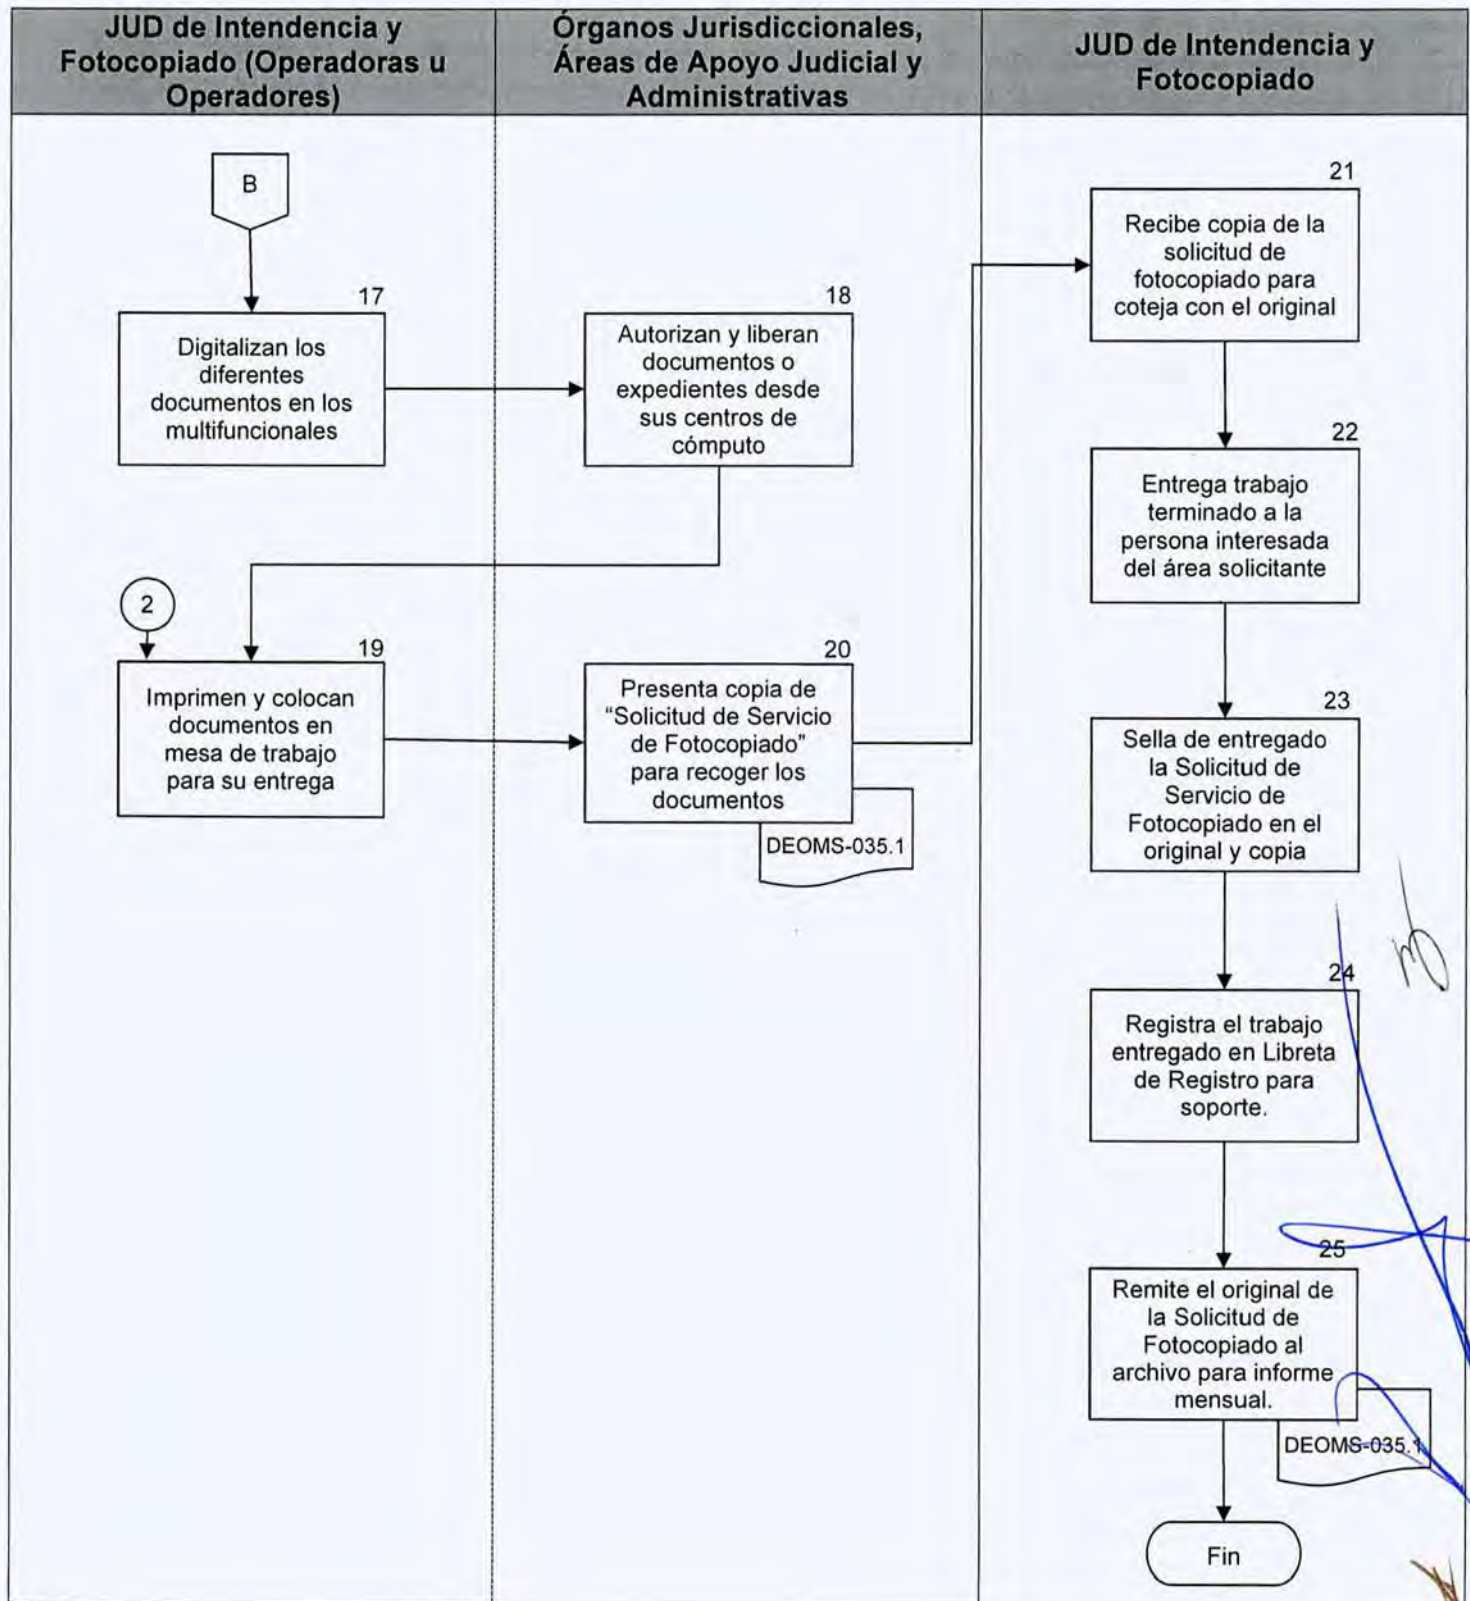 JUD de Intendencia y
Fotocopiado (Operadoras u
Operadores)
Órganos Jurisdiccionales,
Áreas de Apoyo Judicial y
Administrativas
JUD de Intendencia y
Fotocopiado
B
17
Digitalizan los
diferentes
documentos en los
multifuncionales
18
Autorizan y liberan
documentos o
expedientes desde
sus centros de
cómputo
2
19
Imprimen y colocan
documentos en
mesa de trabajo
para su entrega
20
Presenta copia de
“Solicitud de Servicio
de Fotocopiado”
para recoger los
documentos
DEOMS-035.1
21
Recibe copia de la
solicitud de
fotocopiado para
coteja con el original
22
Entrega trabajo
terminado a la
persona interesada
del área solicitante
23
Sella de entregado
la Solicitud de
Servicio de
Fotocopiado en el
original y copia
24
Registra el trabajo
entregado en Libreta
de Registro para
soporte.
25
Remite el original de
la Solicitud de
Fotocopiado al
archivo para informe
mensual.
DEOMS-035.1
Fin